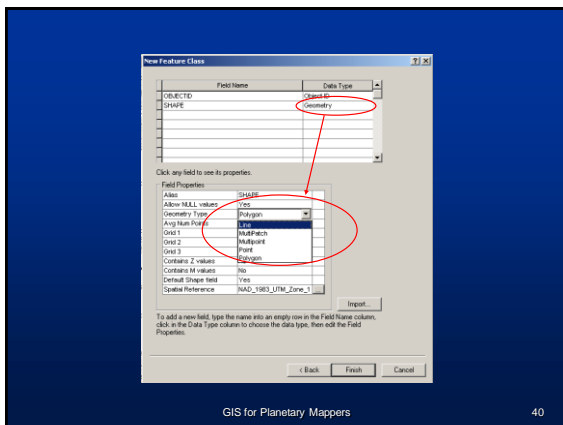 New Feature Class
Field Name Data Type
OBJECTID Object ID
SHAPE Geometry
Click any field to see its properties.
Field Properties
Alias SHAPE
Allow NULL values Yes
Geometry Type Polygon
Avg Num Points Line
Grid 1 MultiPatch
Grid 2 Multipoint
Grid 3 Point
Contains Z values Polygon
Contains M values No
Default Shape field Yes
Spatial Reference NAD_1983_UTM_Zone_1 ...
Import...
To add a new field, type the name into an empty row in the Field Name column,
click in the Data Type column to choose the data type, then edit the Field
Properties.
< Back Finish Cancel
GIS for Planetary Mappers 40